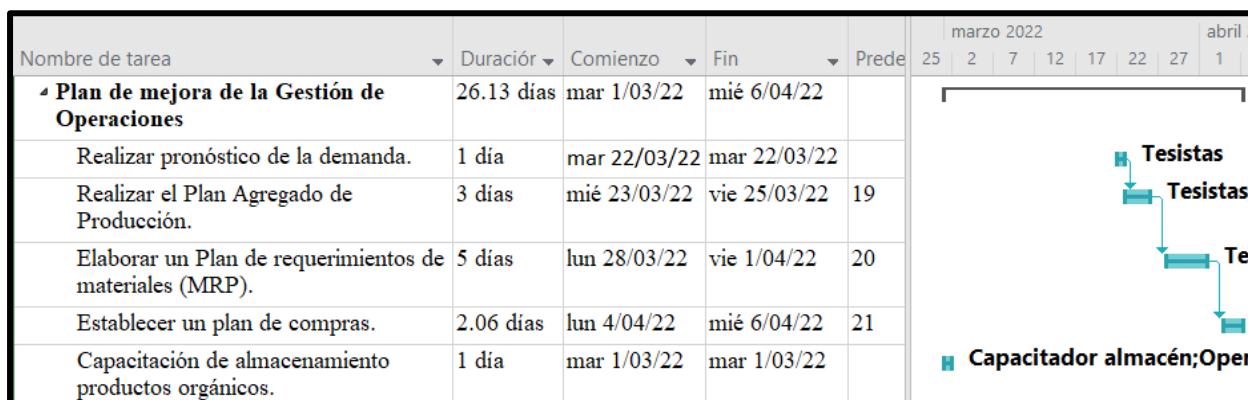 marzo 2022 abril
Nombre de tarea Duración Comienzo Fin Prede 25 2 7 12 17 22 27 1
Plan de mejora de la Gestión de 26.13 días mar 1/03/22 mié 6/04/22
Operaciones
Realizar pronóstico de la demanda. 1 día mar 22/03/22 mar 22/03/22 Tesistas
Realizar el Plan Agregado de 3 días mié 23/03/22 vie 25/03/22 19 Tesistas
Producción.
Elaborar un Plan de requerimientos de 5 días lun 28/03/22 vie 1/04/22 20 Te
materiales (MRP).
Establecer un plan de compras. 2.06 días lun 4/04/22 mié 6/04/22 21
Capacitación de almacenamiento 1 día mar 1/03/22 mar 1/03/22 Capacitador almacén;Oper
productos orgánicos.